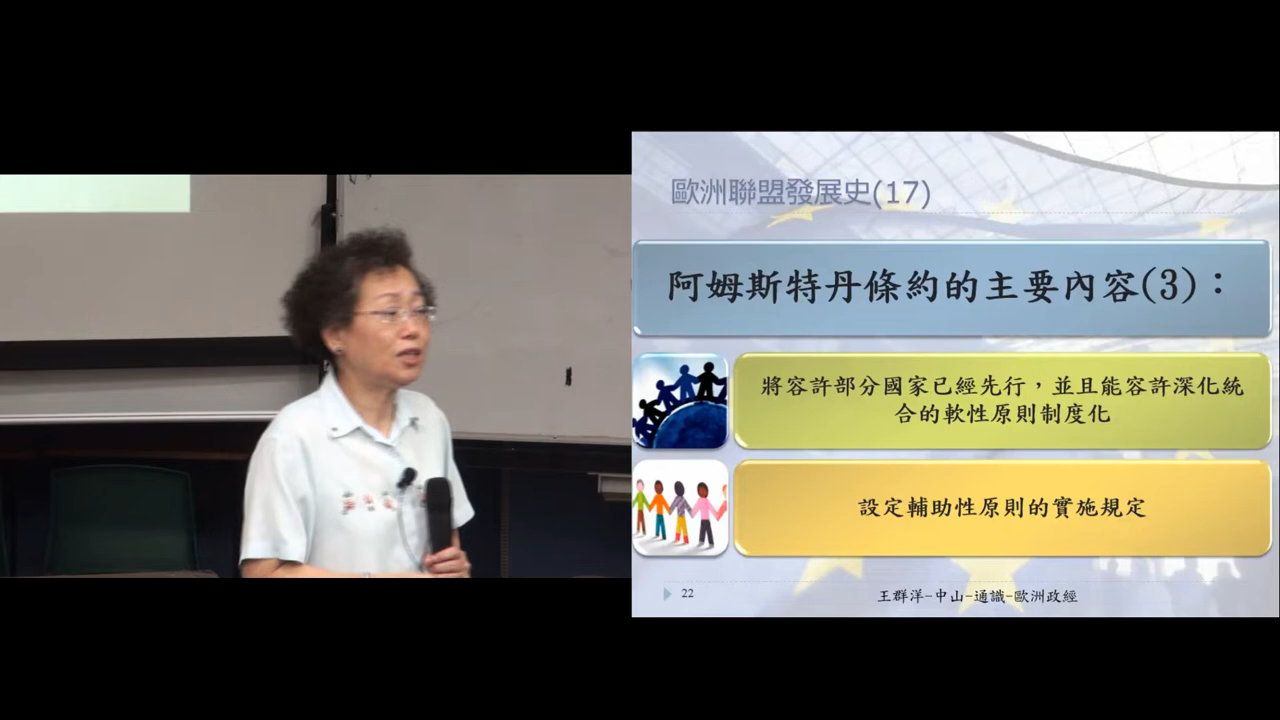 歐洲聯盟發展史(17)
阿姆斯特丹條約的主要內容(3)：
將容許部分國家已經先行，並且能容許深化統
合的軟性原則制度化
設定輔助性原則的實施規定
22
王群洋-中山-通識-歐洲政經